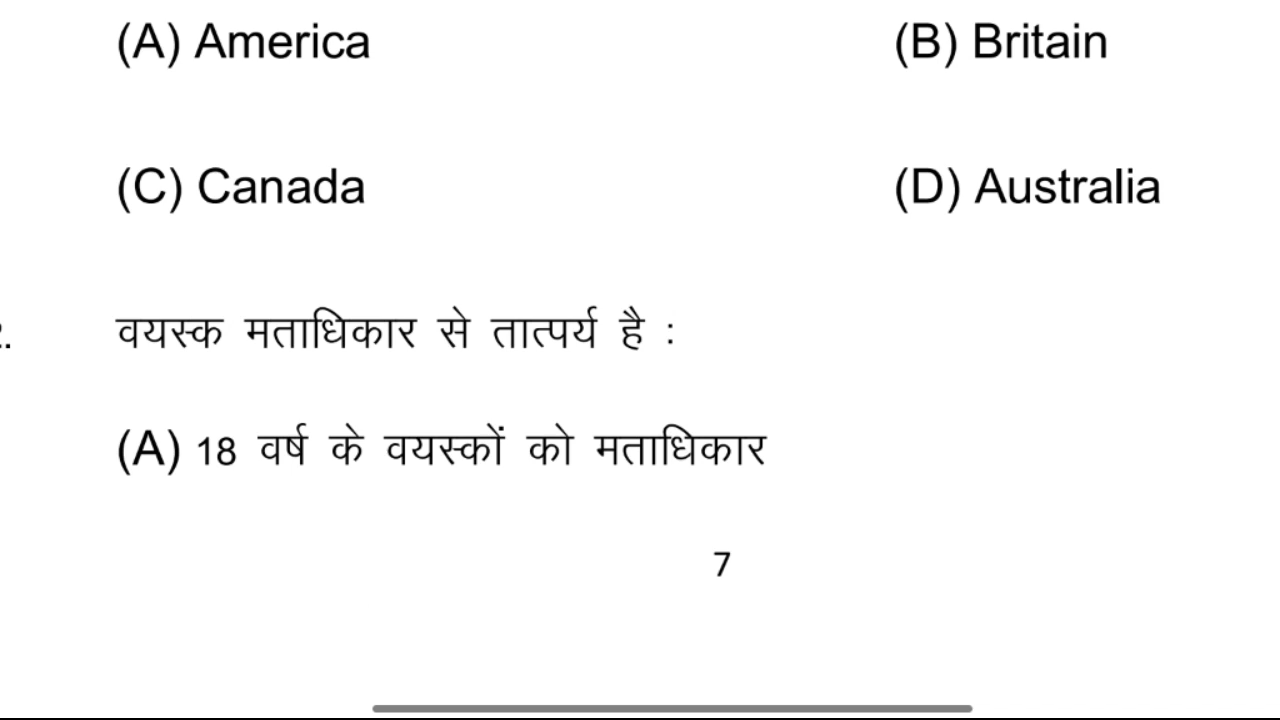 (A) America (B) Britain
(C) Canada (D) Australia
वयस्क मताधिकार से तात्पर्य है :
(A) 18 वर्ष के वयस्कों को मताधिकार
7